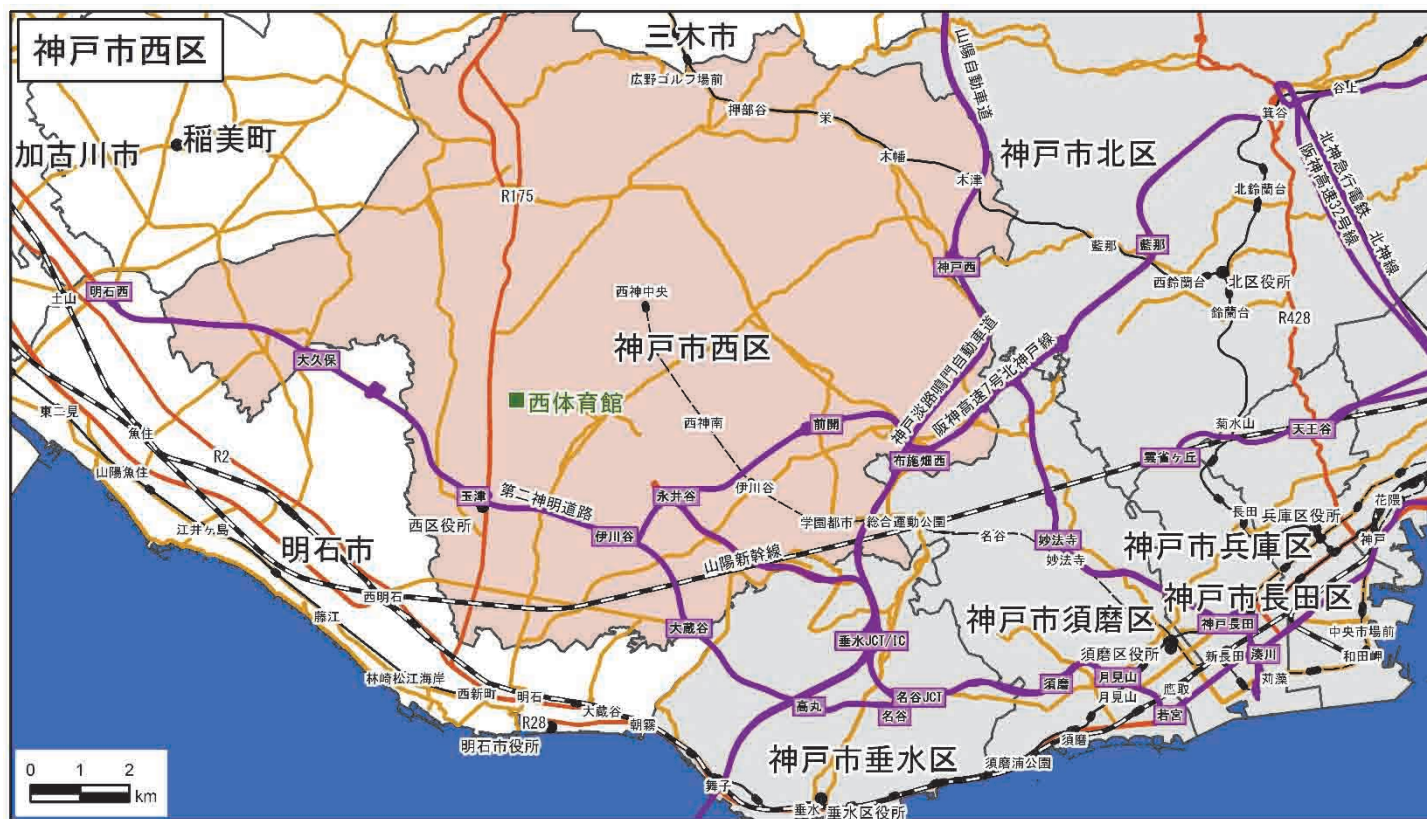 神戸市西区
三木市
広野ゴルフ場前
押部谷
栄
木幡
木津
山陽自動車道
谷上
箕谷
北神急行電鉄 北神線
阪神高速32号線
神戸市北区
北鈴蘭台
稲美町
加古川市
R175
藍那
藍那
神戸西
西鈴蘭台
北区役所
鈴蘭台
R428
土山
明石西
西神中央
神戸市西区
大久保
神戸淡路鳴門自動車道
阪神高速7号北神戸線
西体育館
東二見
魚住
西神南
前開
菊水山
天王谷
R2
山陽魚住
布施畑西
雲雀ヶ丘
伊川谷
永井谷
玉津
第二神明道路
西区役所
江井ヶ島
学園都市
総合運動公園
名谷
長田
兵庫区役所
花隈
神戸
伊川谷
妙法寺
妙法寺
神戸市兵庫区
明石市
山陽新幹線
西明石
藤江
神戸市長田区
神戸市須磨区
神戸長田
大蔵谷
垂水JCT/IC
須磨区役所
新長田
湊川
中央市場前
和田岬
林崎松江海岸
西新町
明石
大蔵谷
朝霧
R28
明石市役所
高丸
名谷JCT
名谷
須磨
月見山
月見山
鷹取
苅藻
若宮
須磨
須磨浦公園
神戸市垂水区
舞子
垂水
垂水区役所
0 1 2
km